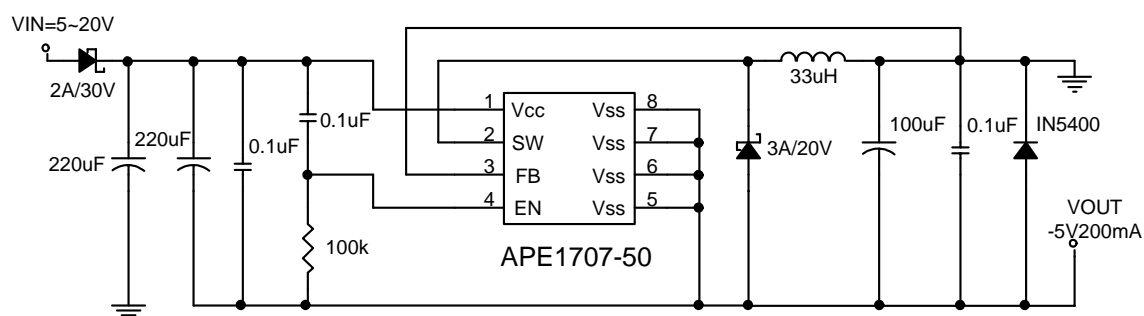 VIN=5~20V
2A/30V
220uF
220uF
0.1uF
0.1uF
100k
1 Vcc Vss 8
2 SW Vss 7
3 FB Vss 6
4 EN Vss 5
APE1707-50
33uH
3A/20V
100uF
0.1uF
IN5400
VOUT
-5V200mA